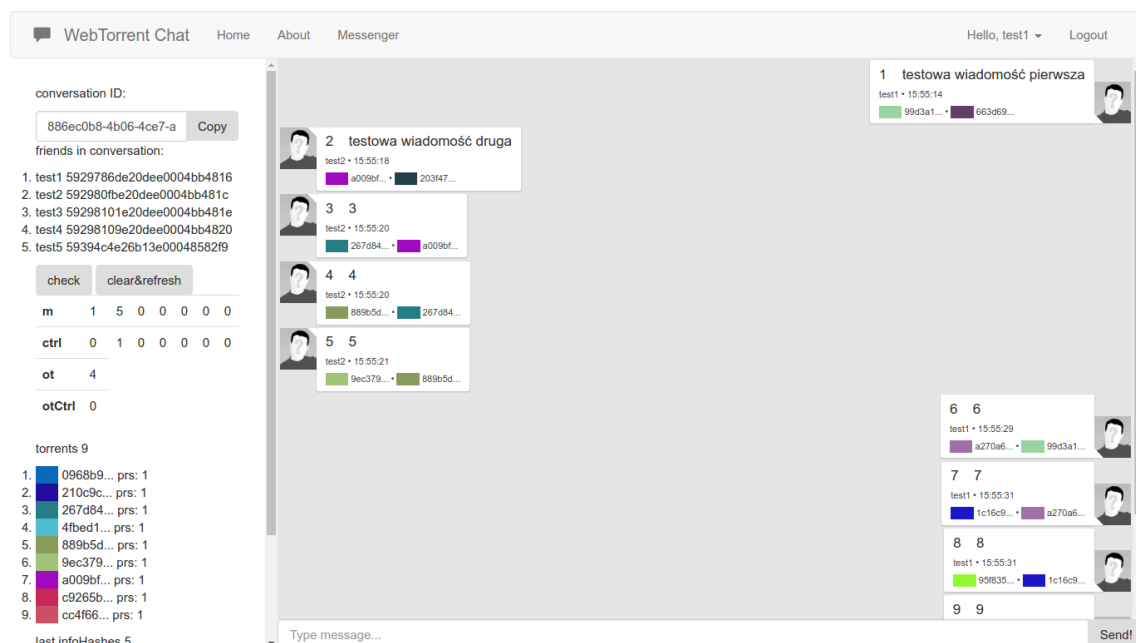 WebTorrent Chat Home About Messenger Hello, test1 Logout
conversation ID:
886ec0b8-4b06-4ce7-a Copy
friends in conversation:
1. test1 5929786de20dee0004bb4816
2. test2 592980fbe20dee0004bb481c
3. test3 59298101e20dee0004bb481e
4. test4 59298109e20dee0004bb4820
5. test5 59394c4e26b13e00048582f9
check clear&refresh
m 1 5 0 0 0 0 0
ctrl 0 1 0 0 0 0 0
ot 4
otCtrl 0
torrents 9
1. 0968b9... prs: 1
2. 210c9c... prs: 1
3. 267d84... prs: 1
4. 4fbed1... prs: 1
5. 889b5d... prs: 1
6. 9ec379... prs: 1
7. a009bf... prs: 1
8. c9265b... prs: 1
9. cc4f66... prs: 1
last infoHashes 5
1 testowa wiadomość pierwsza
test1 • 15:55:14
99d3a1... • 663d69...
2 testowa wiadomość druga
test2 • 15:55:18
a009bf... • 203f47...
3 3
test2 • 15:55:20
267d84... • a009bf...
4 4
test2 • 15:55:20
889b5d... • 267d84...
5 5
test2 • 15:55:21
9ec379... • 889b5d...
6 6
test1 • 15:55:29
a270a6... • 99d3a1...
7 7
test1 • 15:55:31
1c16c9... • a270a6...
8 8
test1 • 15:55:31
95f835... • 1c16c9...
9 9
Type message... Send!